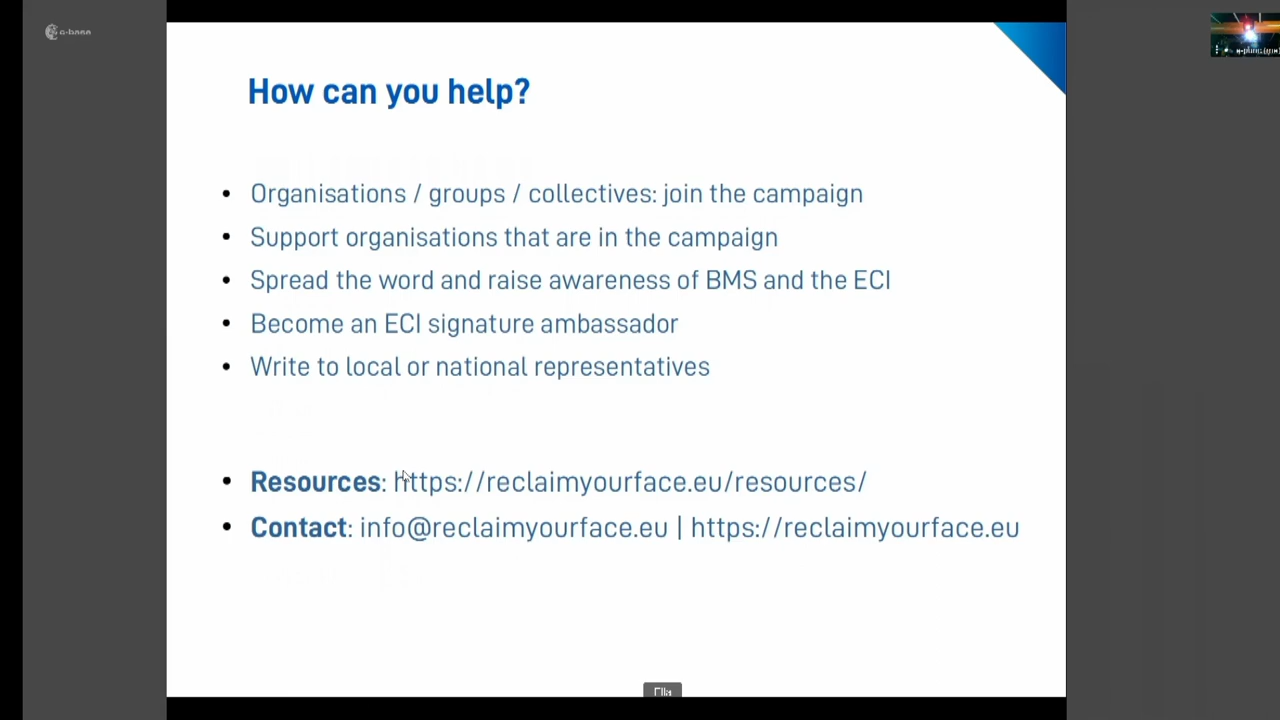 c-base
How can you help?
Organisations / groups / collectives: join the campaign
Support organisations that are in the campaign
Spread the word and raise awareness of BMS and the ECI
Become an ECI signature ambassador
Write to local or national representatives
Resources: https://reclaimyourface.eu/resources/
Contact: info@reclaimyourface.eu | https://reclaimyourface.eu
Ella